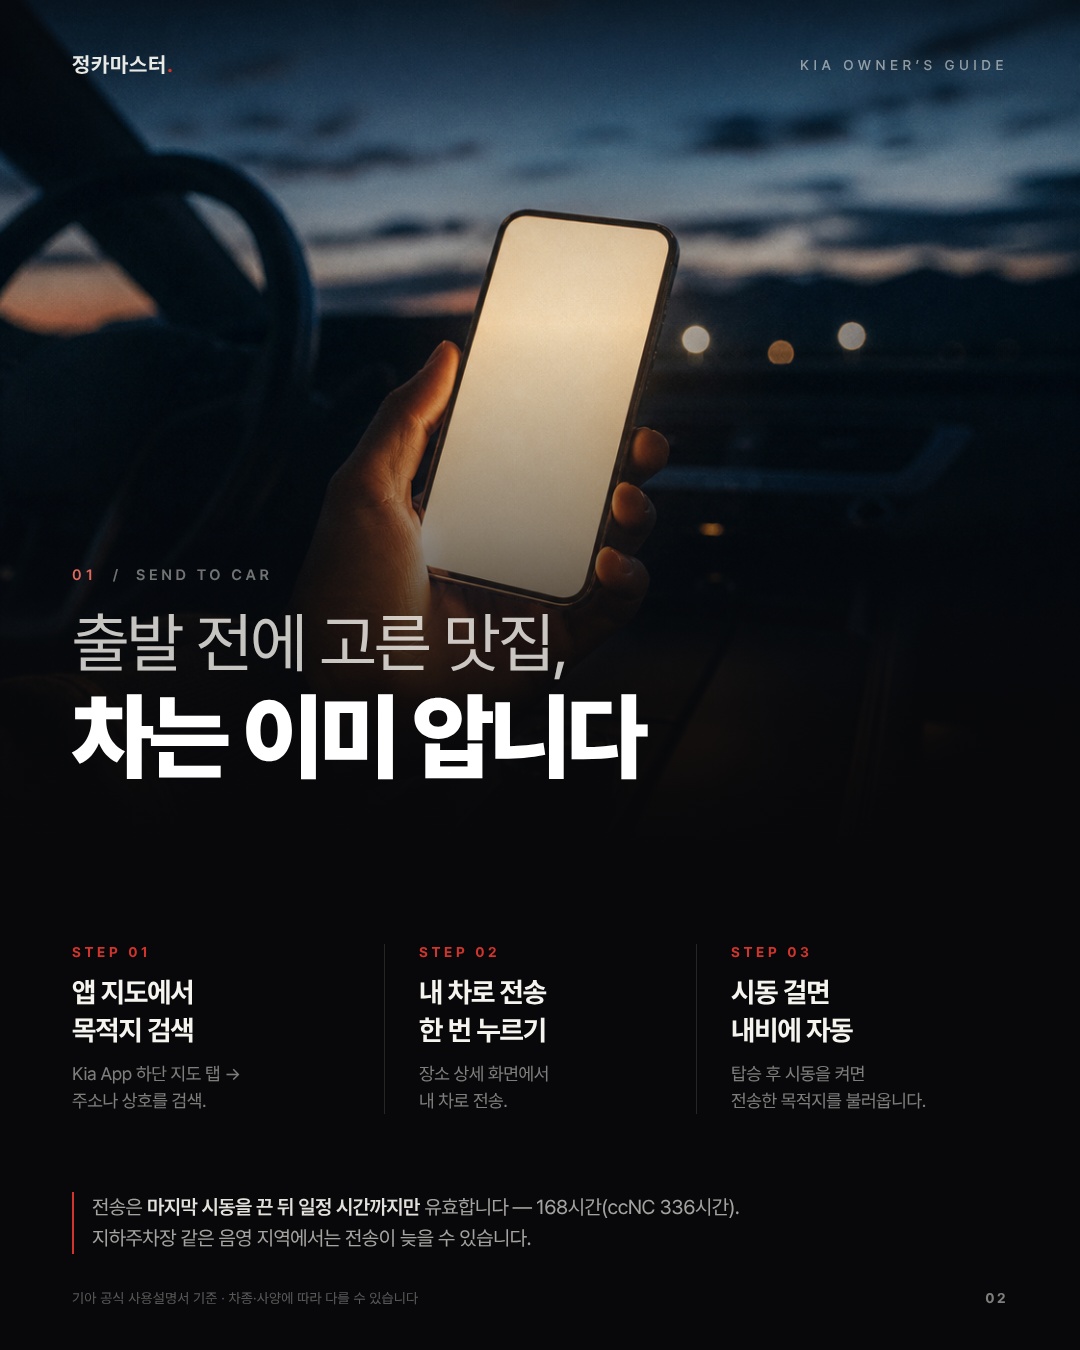 정카마스터.
KIA OWNER'S GUIDE
01 / SEND TO CAR
출발 전에 고른 맛집,
차는 이미 압니다
STEP 01
앱 지도에서
목적지 검색
Kia App 하단 지도 탭 →
주소나 상호를 검색.
STEP 02
내 차로 전송
한 번 누르기
장소 상세 화면에서
내 차로 전송.
STEP 03
시동 걸면
내비에 자동
탑승 후 시동을 켜면
전송한 목적지를 불러옵니다.
전송은 마지막 시동을 끈 뒤 일정 시간까지만 유효합니다 — 168시간(ccNC 336시간).
지하주차장 같은 음영 지역에서는 전송이 늦을 수 있습니다.
기아 공식 사용설명서 기준 · 차종·사양에 따라 다를 수 있습니다
02